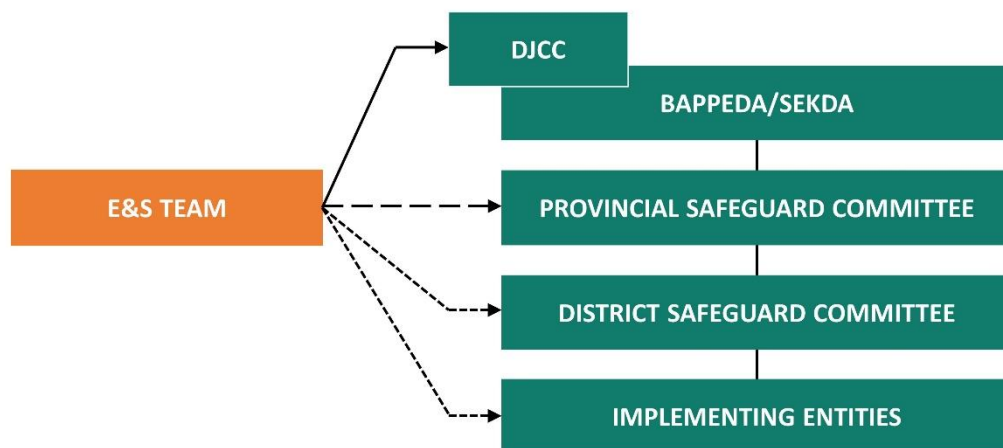 DJCC
BAPPEDA/SEKDA
E&S TEAM
PROVINCIAL SAFEGUARD COMMITTEE
DISTRICT SAFEGUARD COMMITTEE
IMPLEMENTING ENTITIES